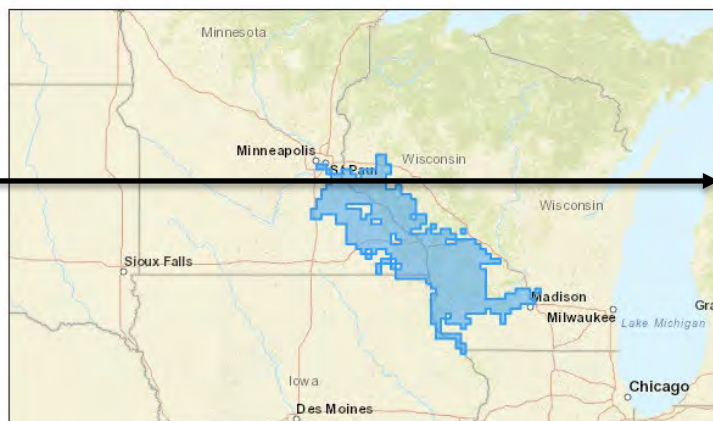 Minnesota
Minneapolis
St Paul
Wisconsin
Wisconsin
Sioux Falls
Madison
Milwaukee
Lake Michigan
Gra
Iowa
Chicago
Des Moines